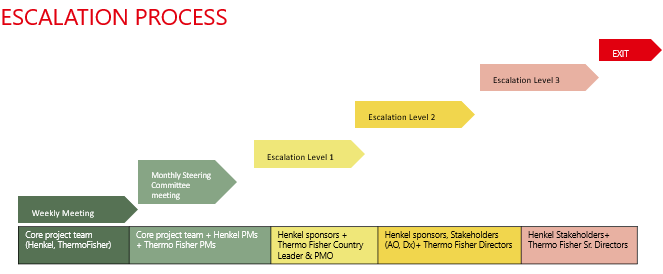 ESCALATION PROCESS
EXIT
Escalation Level 3
Escalation Level 2
Escalation Level 1
Monthly Steering
Committee
meeting
Weekly Meeting
Core project team
(Henkel, ThermoFisher)
Core project team + Henkel PMs
+ Thermo Fisher PMs
Henkel sponsors +
Thermo Fisher Country
Leader & PMO
Henkel sponsors, Stakeholders
(AO, Dx)+ Thermo Fisher Directors
Henkel Stakeholders+
Thermo Fisher Sr. Directors